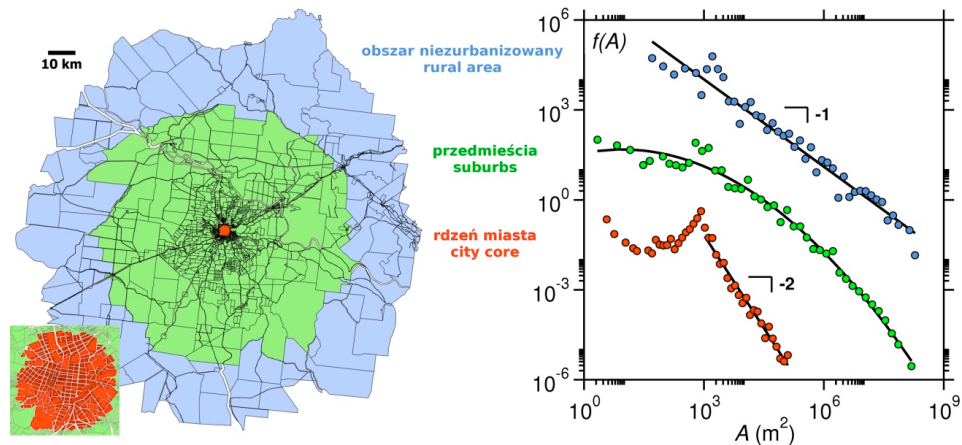 10 km
obszar niezurbanizowany
rural area
przedmieścia
suburbs
rdzeń miasta
city core
f(A)
10^6
10^3
10^0
10^-3
10^-6
-1
-2
10^0 10^3 10^6 10^9
A (m²)